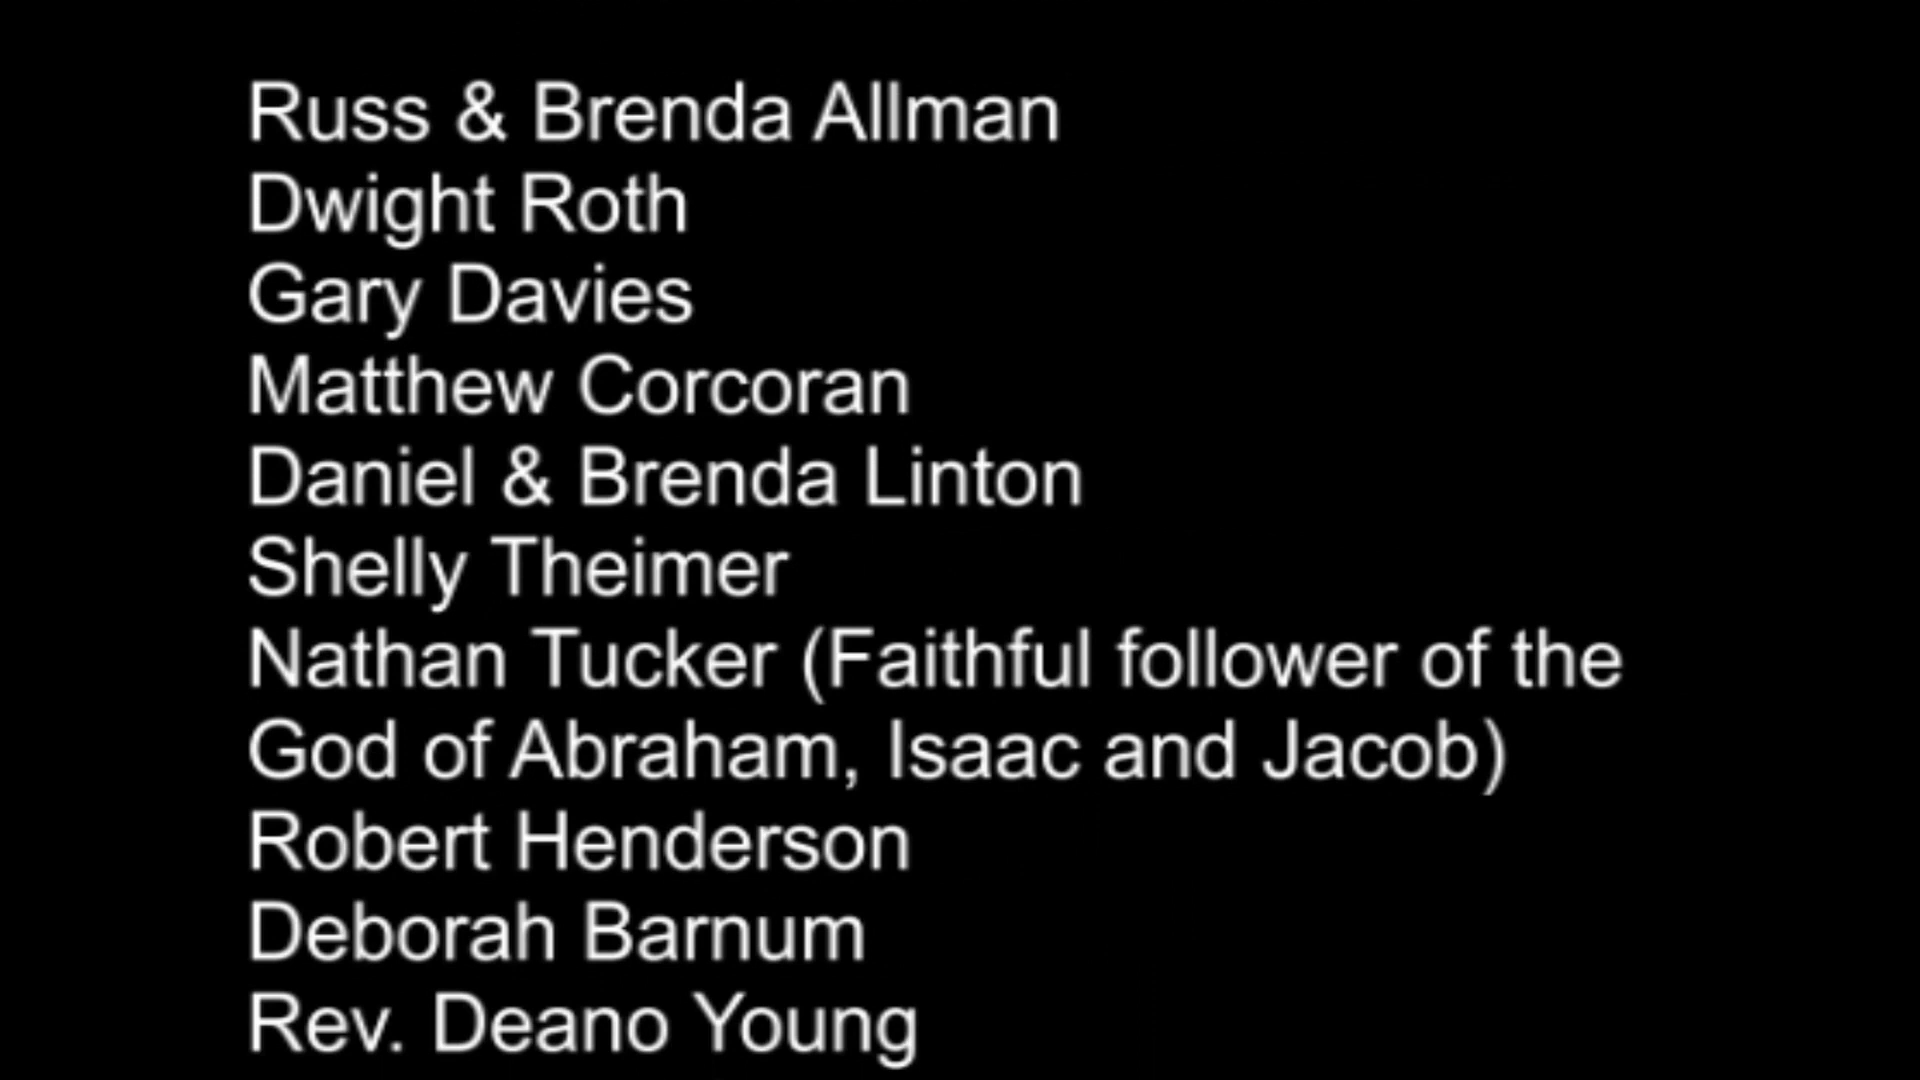 Russ & Brenda Allman
Dwight Roth
Gary Davies
Matthew Corcoran
Daniel & Brenda Linton
Shelly Theimer
Nathan Tucker (Faithful follower of the
God of Abraham, Isaac and Jacob)
Robert Henderson
Deborah Barnum
Rev. Deano Young